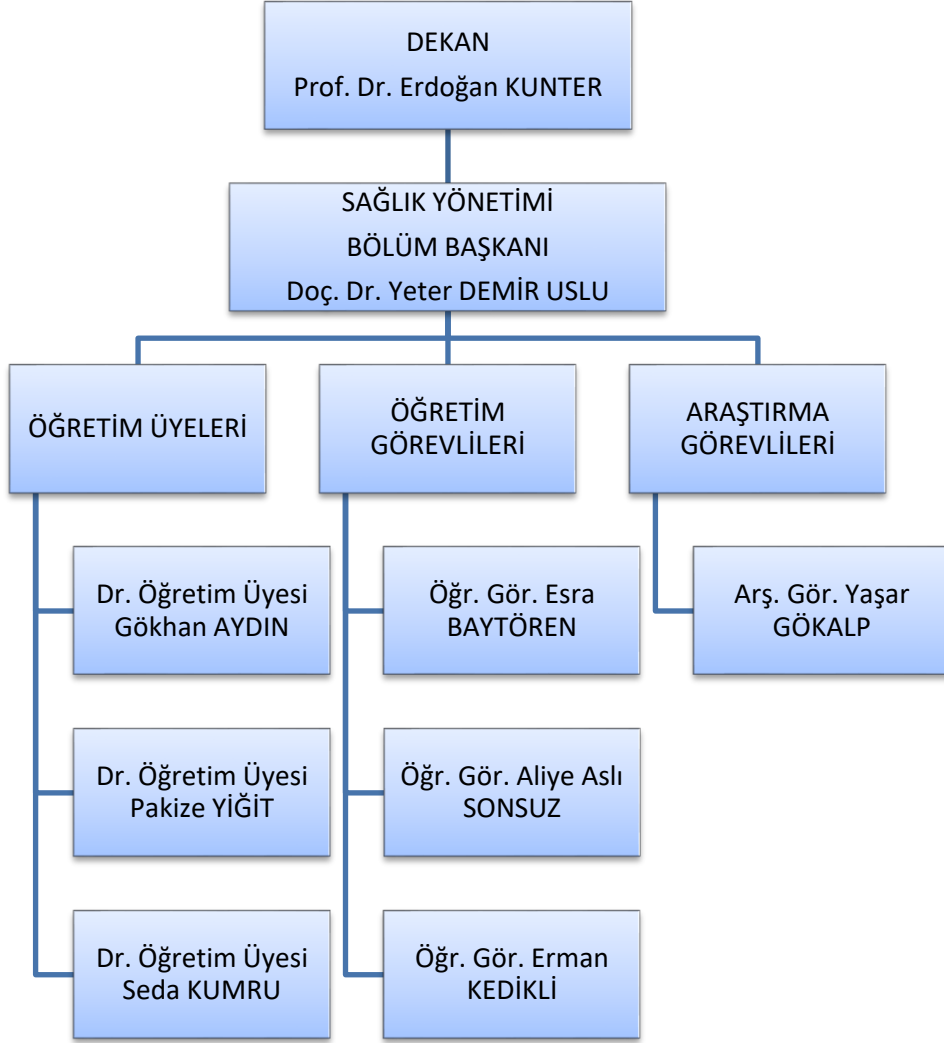 DEKAN
Prof. Dr. Erdoğan KUNTER
SAĞLIK YÖNETİMİ
BÖLÜM BAŞKANI
Doç. Dr. Yeter DEMİR USLU
ÖĞRETİM ÜYELERİ
Dr. Öğretim Üyesi
Gökhan AYDIN
Dr. Öğretim Üyesi
Pakize YİĞİT
Dr. Öğretim Üyesi
Seda KUMRU
ÖĞRETİM
GÖREVLİLERİ
Öğr. Gör. Esra
BAYTÖREN
Öğr. Gör. Aliye Aslı
SONSUZ
Öğr. Gör. Erman
KEDİKLİ
ARAŞTIRMA
GÖREVLİLERİ
Arş. Gör. Yaşar
GÖKALP